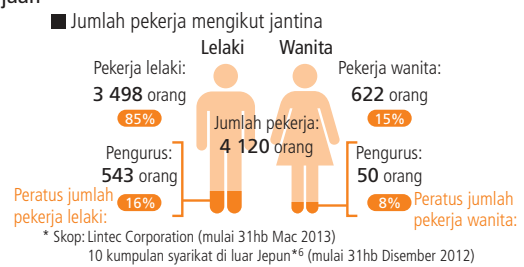 jaan
■ Jumlah pekerja mengikut jantina
Lelaki
Wanita
Pekerja lelaki:
3 498 orang
85%
Pekerja wanita:
622 orang
15%
Jumlah pekerja:
4 120 orang
Pengurus:
543 orang
Peratus jumlah
pekerja lelaki:
16%
Pengurus:
50 orang
8%
Peratus jumlah
pekerja wanita:
* Skop: Lintec Corporation (mulai 31hb Mac 2013)
10 kumpulan syarikat di luar Jepun*6 (mulai 31hb Disember 2012)